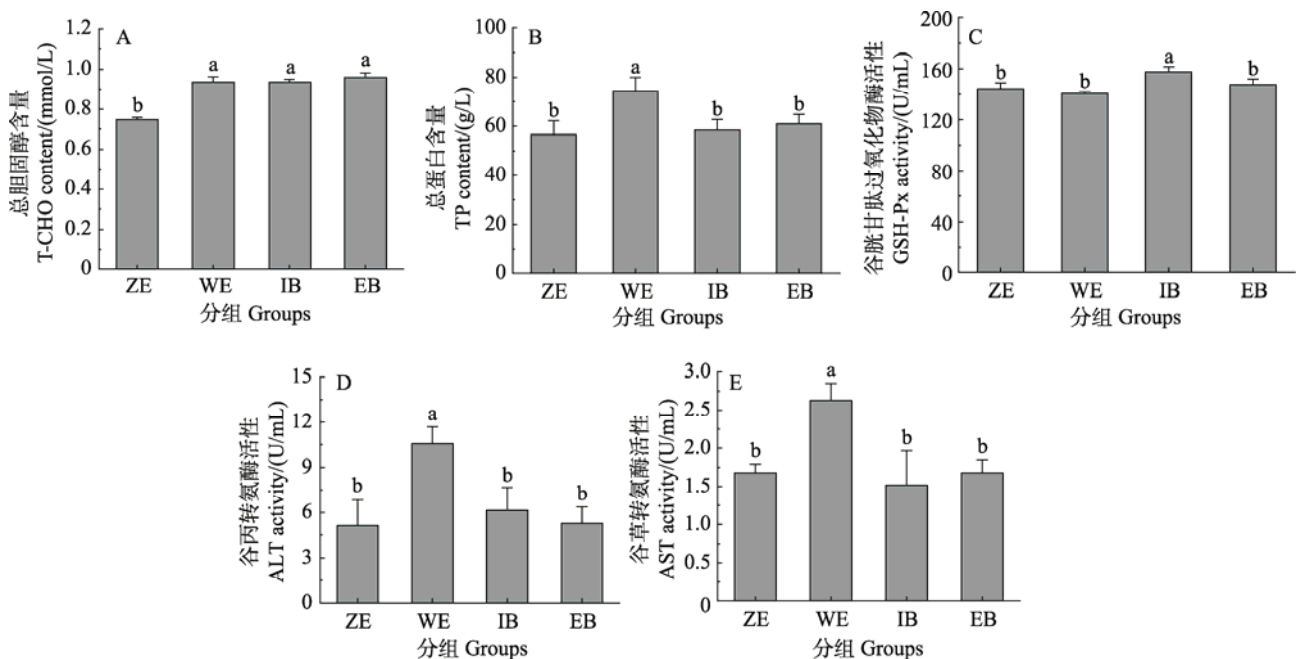 A
总胆固醇含量
T-CHO content/(mmol/L)
1.2
1.0
0.8
0.6
0.4
0.2
0
b
a
a
a
ZE WE IB EB
分组 Groups
B
总蛋白含量
TP content/(g/L)
100
80
60
40
20
0
b
a
b
b
ZE WE IB EB
分组 Groups
C
谷胱甘肽过氧化物酶活性
GSH-Px activity/(U/mL)
200
160
120
80
40
0
b
b
a
b
ZE WE IB EB
分组 Groups
D
谷丙转氨酶活性
ALT activity/(U/mL)
15
12
9
6
3
0
b
a
b
b
ZE WE IB EB
分组 Groups
E
谷草转氨酶活性
AST activity/(U/mL)
3.0
2.5
2.0
1.5
1.0
0.5
0
b
a
b
b
ZE WE IB EB
分组 Groups